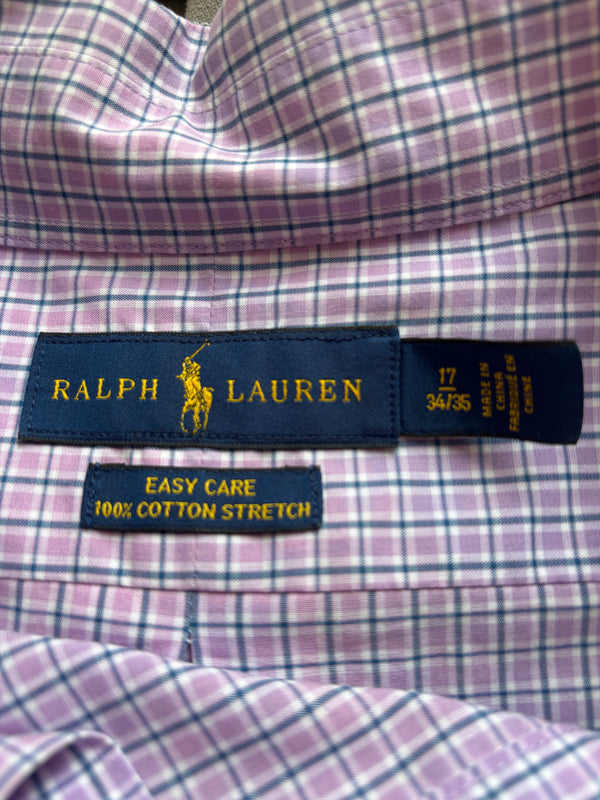 RALPH LAUREN
17
34/35
MADE IN
CHINA
FABRIQUÉ EN
CHINE
EASY CARE
100% COTTON STRETCH